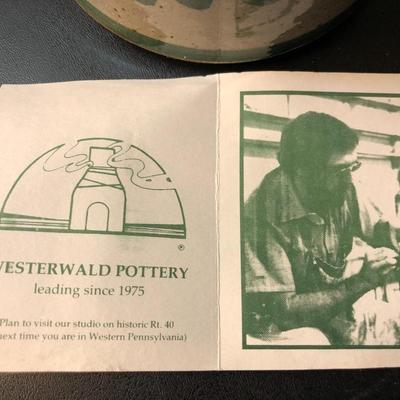 WESTERWALD POTTERY
leading since 1975
Plan to visit our studio on historic Rt. 40
next time you are in Western Pennsylvania)
®